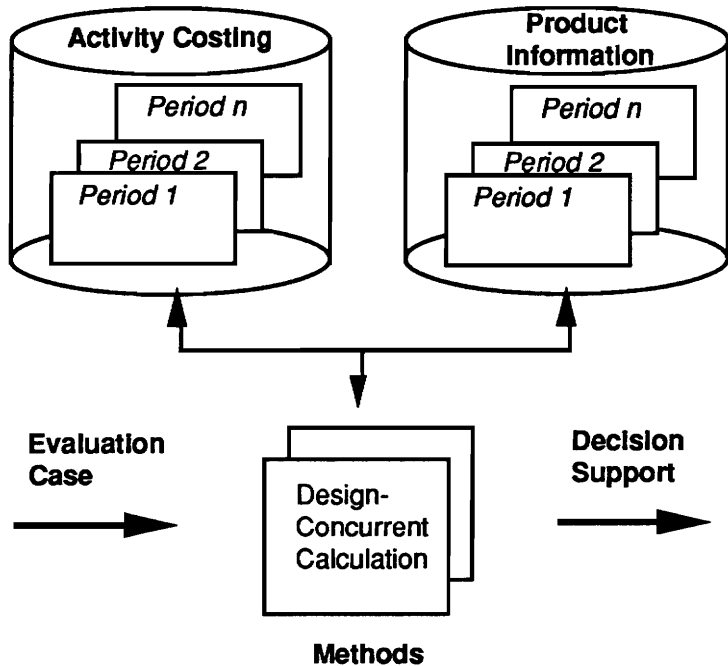 Activity Costing
Period n
Period 2
Period 1
Product
Information
Period n
Period 2
Period 1
Evaluation
Case
Design-
Concurrent
Calculation
Methods
Decision
Support